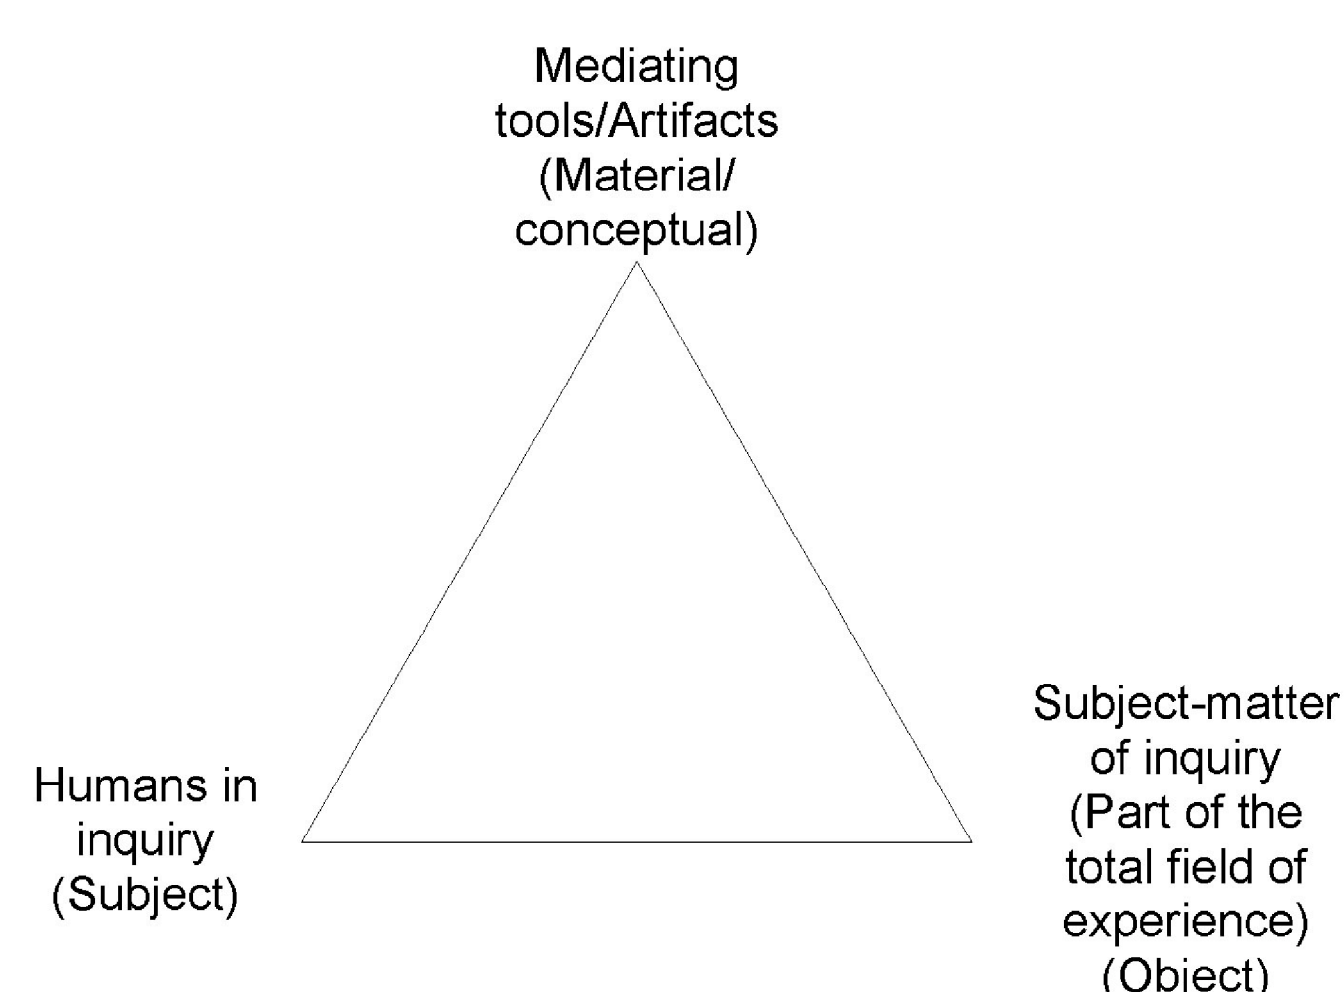 Mediating
tools/Artifacts
(Material/
conceptual)
Humans in
inquiry
(Subject)
Subject-matter
of inquiry
(Part of the
total field of
experience)
(Object)